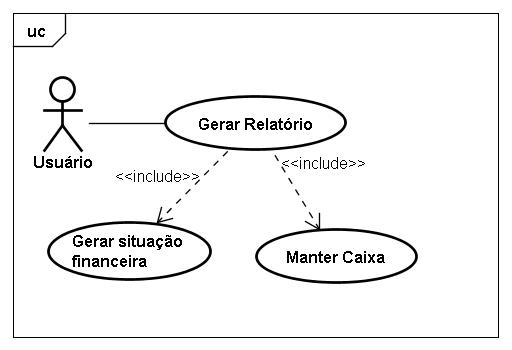 uc
Gerar Relatório
Usuário
<<include>>
<<include>>
Gerar situação
financeira
Manter Caixa